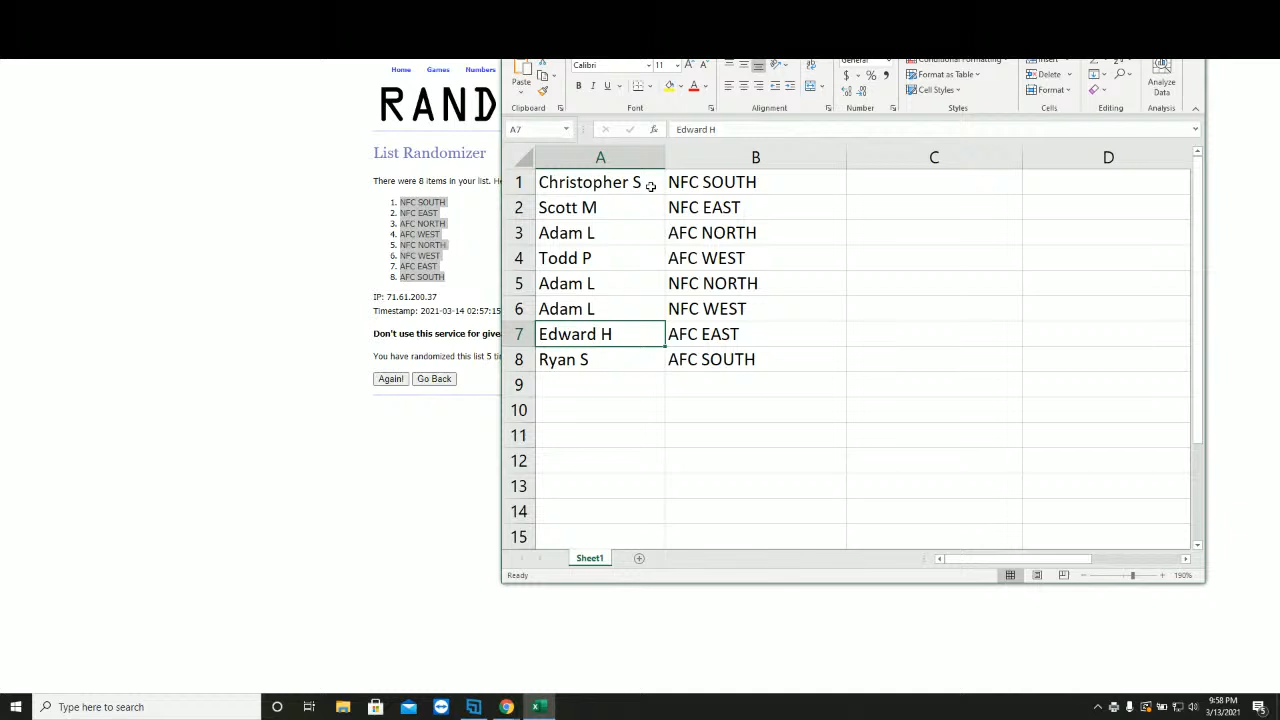 Home Games Numbers
RAND
List Randomizer
There were 8 items in your list. He
1. NFC SOUTH
2. NFC EAST
3. AFC NORTH
4. AFC WEST
5. NFC NORTH
6. NFC WEST
7. AFC EAST
8. AFC SOUTH
IP: 71.61.200.37
Timestamp: 2021-03-14 02:57:15
Don't use this service for give
You have randomized this list 5 ti
Again! Go Back
Calibri 11
General
Conditional Formatting
Insert
Paste
B I U
$ % ,
Format as Table
Delete
Cell Styles
Format
Analyze
Data
Clipboard Font Alignment Number Styles Cells Editing Analysis
A7 fx Edward H
A B C D
1 Christopher S NFC SOUTH
2 Scott M NFC EAST
3 Adam L AFC NORTH
4 Todd P AFC WEST
5 Adam L NFC NORTH
6 Adam L NFC WEST
7 Edward H AFC EAST
8 Ryan S AFC SOUTH
9
10
11
12
13
14
15
Sheet1
Ready 190%
Type here to search
9:58 PM
3/13/2021
5